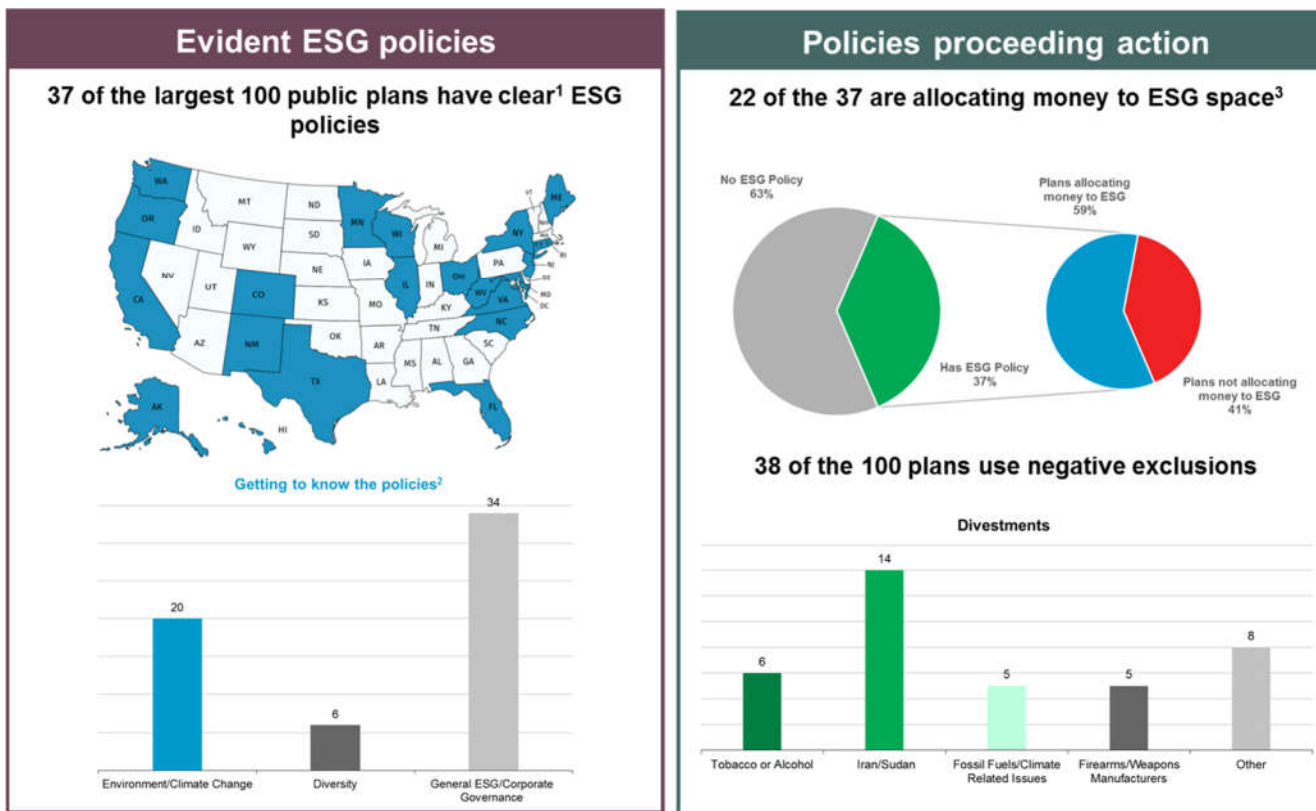 Evident ESG policies
37 of the largest 100 public plans have clear1 ESG
policies
WA
OR
CA
ID
NV
MT
WY
UT
AZ
CO
NM
ND
SD
NE
KS
OK
TX
MN
IA
MO
AR
LA
WI
IL
MI
IN
OH
KY
TN
MS
AL
GA
FL
SC
NC
VA
WV
PA
NY
VT
ME
RI
NJ
DE
MD
DC
AK
HI
Getting to know the policies2
34
20
6
Environment/Climate Change
Diversity
General ESG/Corporate
Governance
Policies proceeding action
22 of the 37 are allocating money to ESG space3
No ESG Policy
63%
Has ESG Policy
37%
Plans allocating
money to ESG
59%
Plans not allocating
money to ESG
41%
38 of the 100 plans use negative exclusions
Divestments
6
14
5
5
8
Tobacco or Alcohol
Iran/Sudan
Fossil Fuels/Climate
Related Issues
Firearms/Weapons
Manufacturers
Other